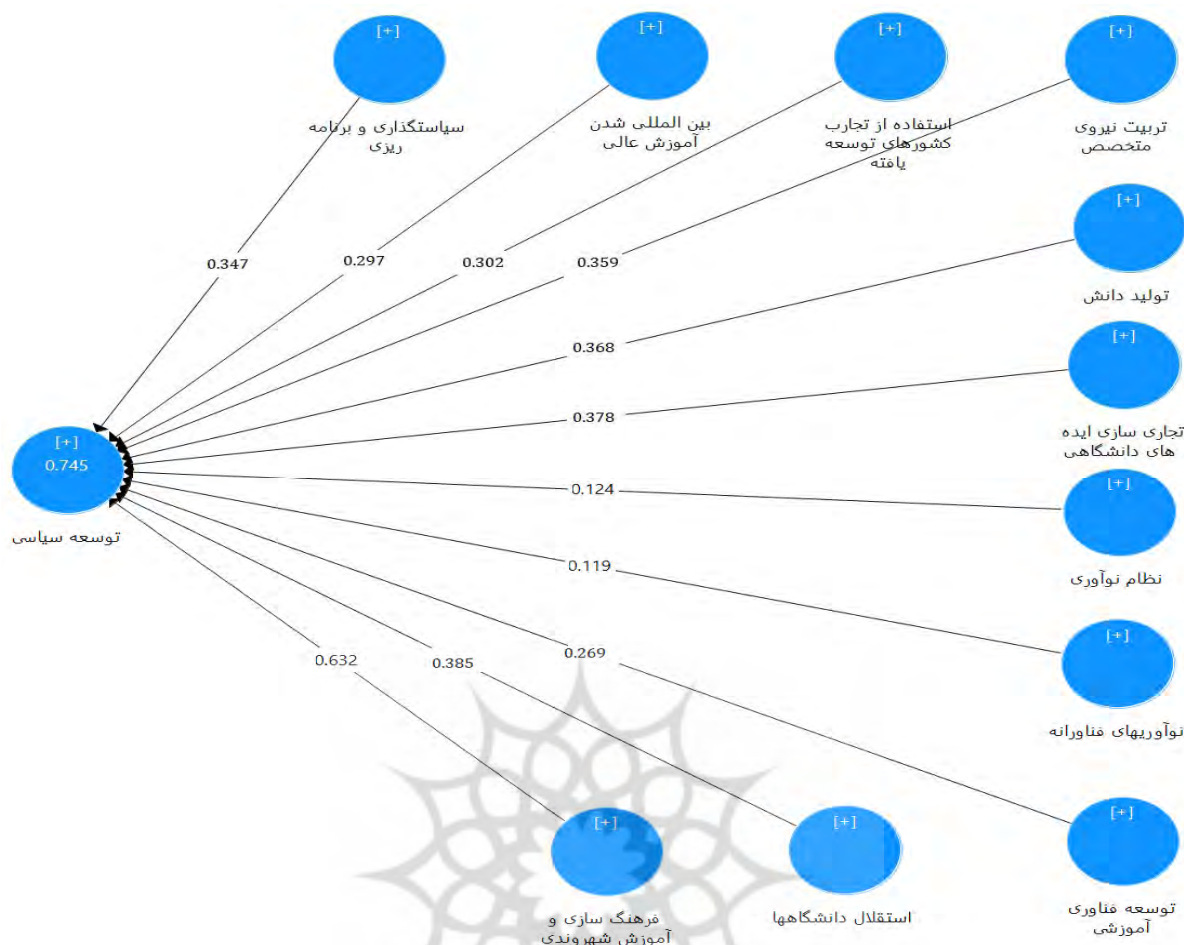 [+]
سیاستگذاری و برنامه
ریزی
[+]
بین المللی شدن
آموزش عالی
[+]
استفاده از تجارب
کشورهای توسعه
یافته
[+]
تربیت نیروی
متخصص
[+]
تولید دانش
[+]
تجاری سازی ایده
های دانشگاهی
[+]
نظام نوآوری
[+]
نوآوریهای فناورانه
[+]
توسعه فناوری
آموزشی
[+]
استقلال دانشگاهها
[+]
فرهنگ سازی و
آموزش شهروندی
[+]
0.745
توسعه سیاسی
0.347
0.297
0.302
0.359
0.368
0.378
0.124
0.119
0.269
0.385
0.632